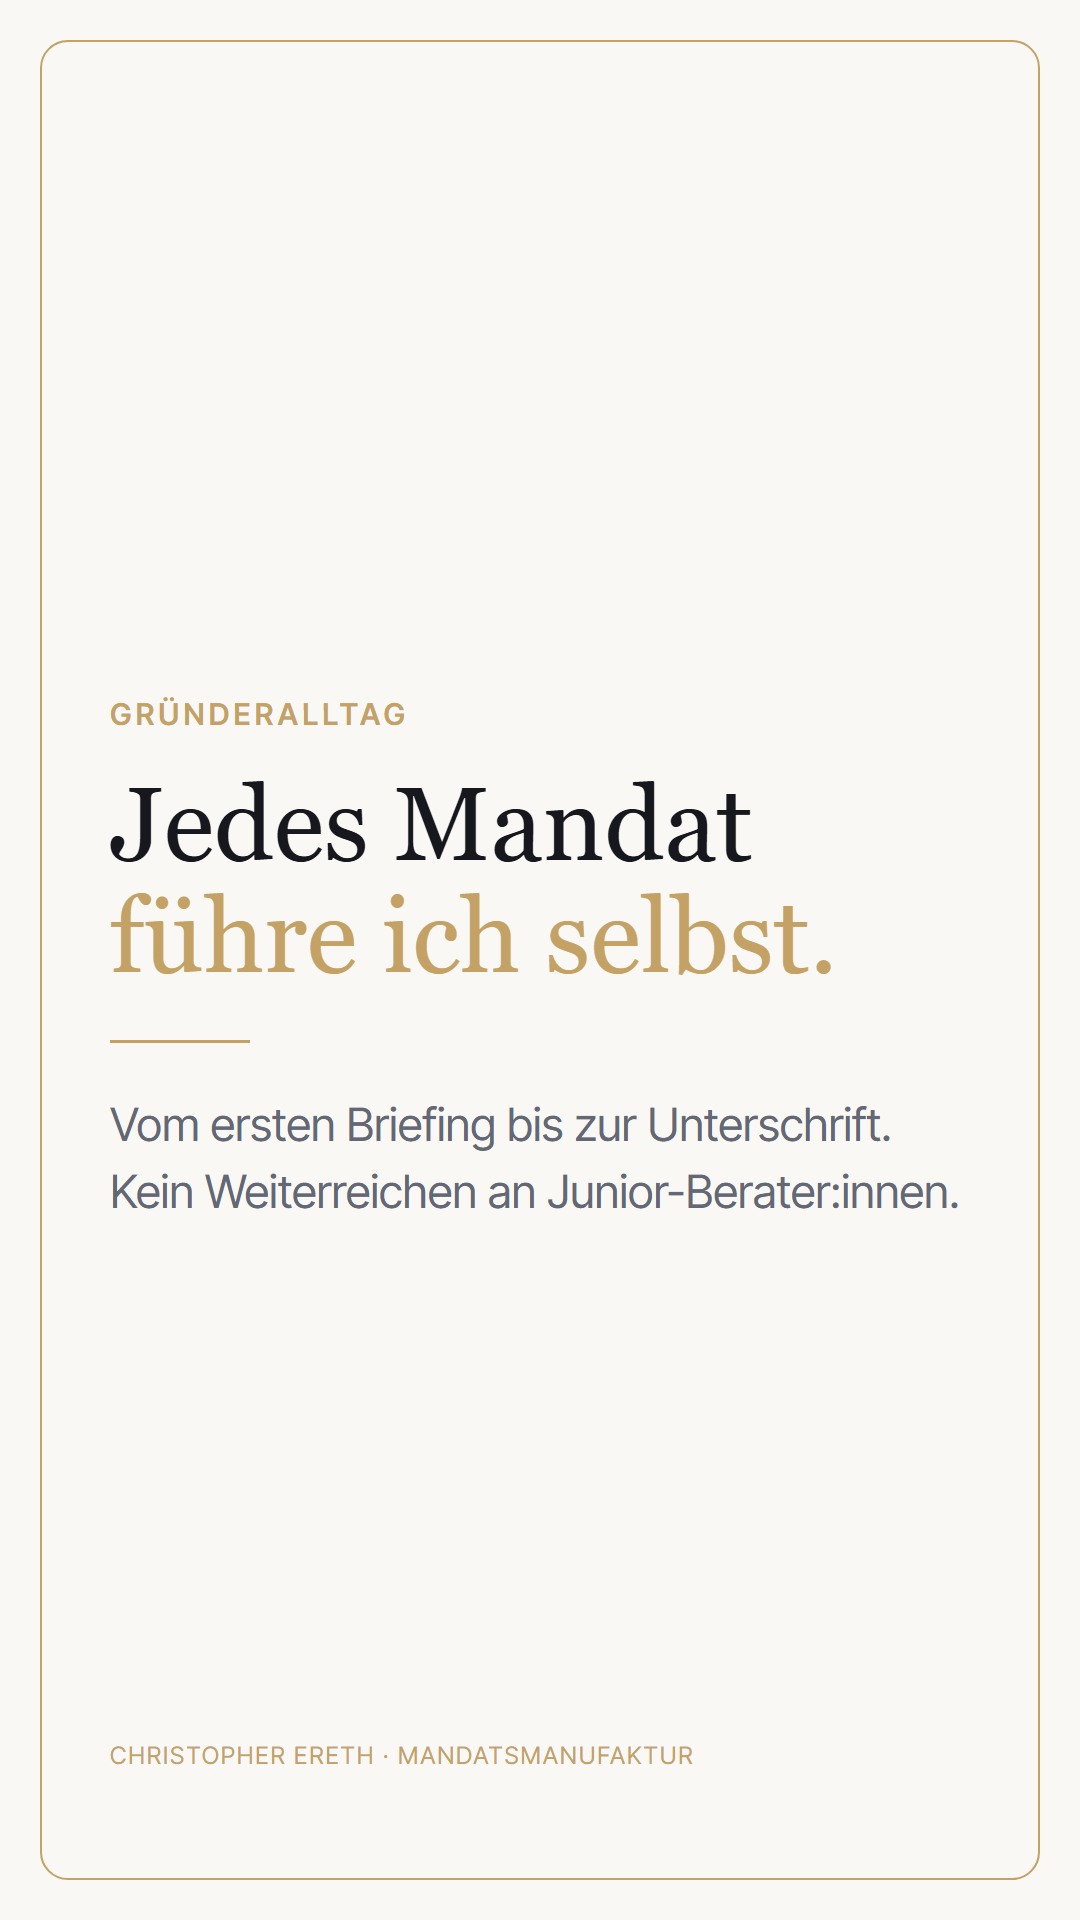 GRÜNDERALLTAG
Jedes Mandat
führe ich selbst.
Vom ersten Briefing bis zur Unterschrift.
Kein Weiterreichen an Junior-Berater:innen.
CHRISTOPHER ERETH · MANDATSMANUFAKTUR